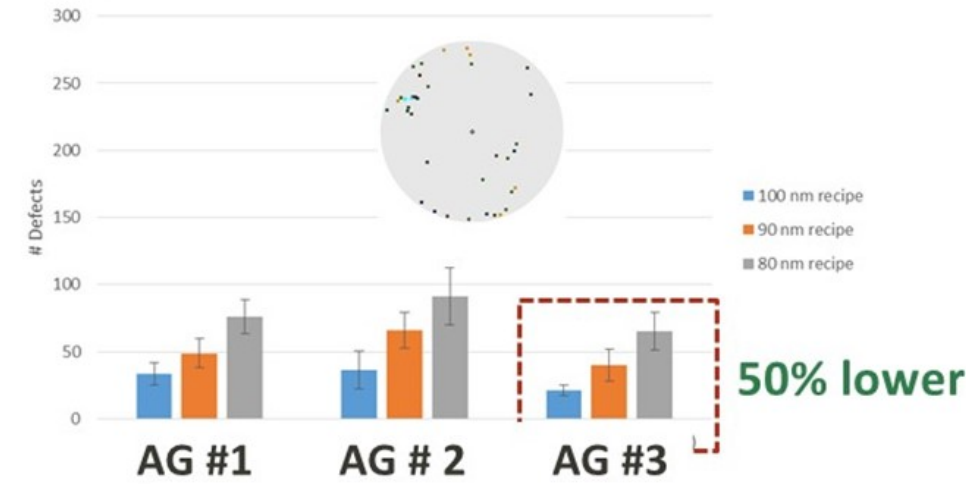 300
250
200
150
100
50
0
# Defects
100 nm recipe
90 nm recipe
80 nm recipe
50% lower
AG #1
AG # 2
AG #3